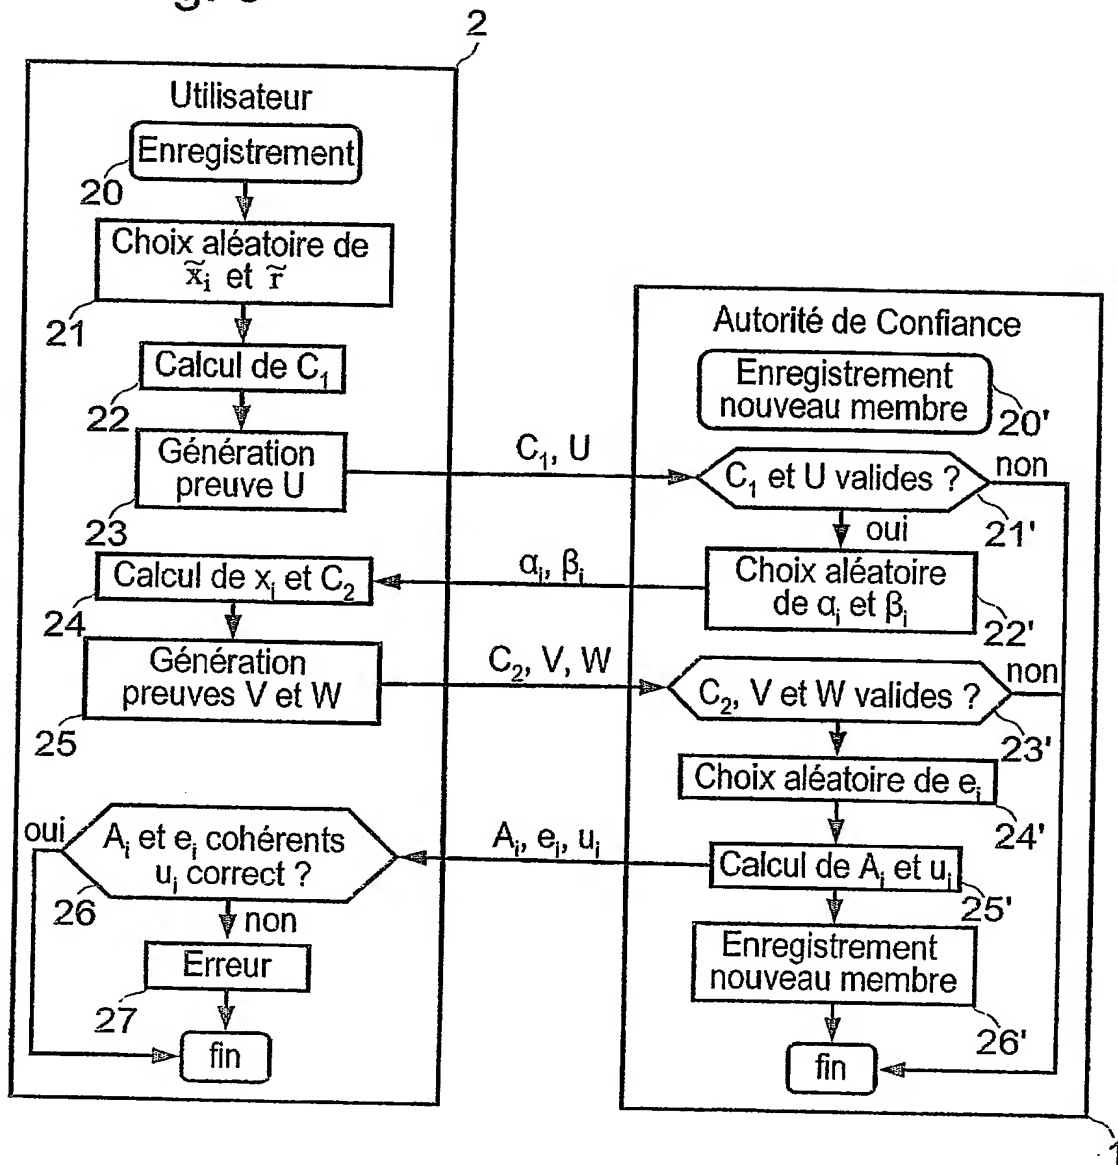 2
Utilisateur
Enregistrement
20
Choix aléatoire de
x̃i et r̃
21
Calcul de C1
22
Génération
preuve U
23
C1, U
Autorité de Confiance
Enregistrement
nouveau membre
20'
C1 et U valides ?
non
21'
oui
Choix aléatoire
de αi et βi
22'
αi, βi
Calcul de xi et C2
24
Génération
preuves V et W
25
C2, V, W
C2, V et W valides ?
non
23'
Choix aléatoire de ei
24'
Calcul de Ai et ui
25'
Ai, ei, ui
oui
Ai et ei cohérents
ui correct ?
26
non
Erreur
27
fin
Enregistrement
nouveau membre
26'
fin
1